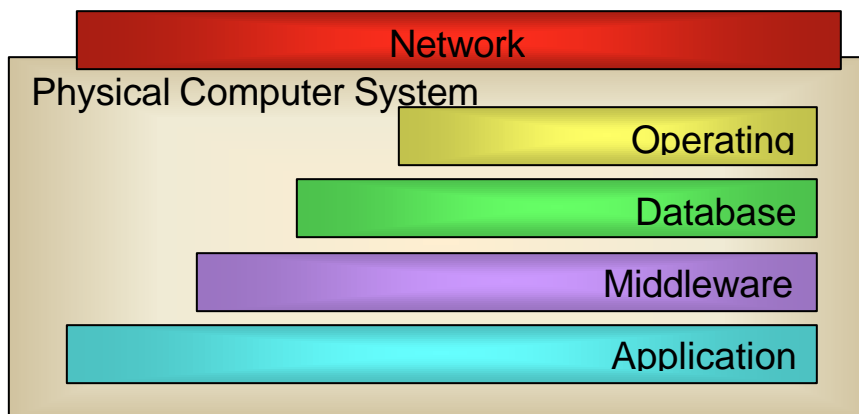 Network
Physical Computer System
Operating
Database
Middleware
Application